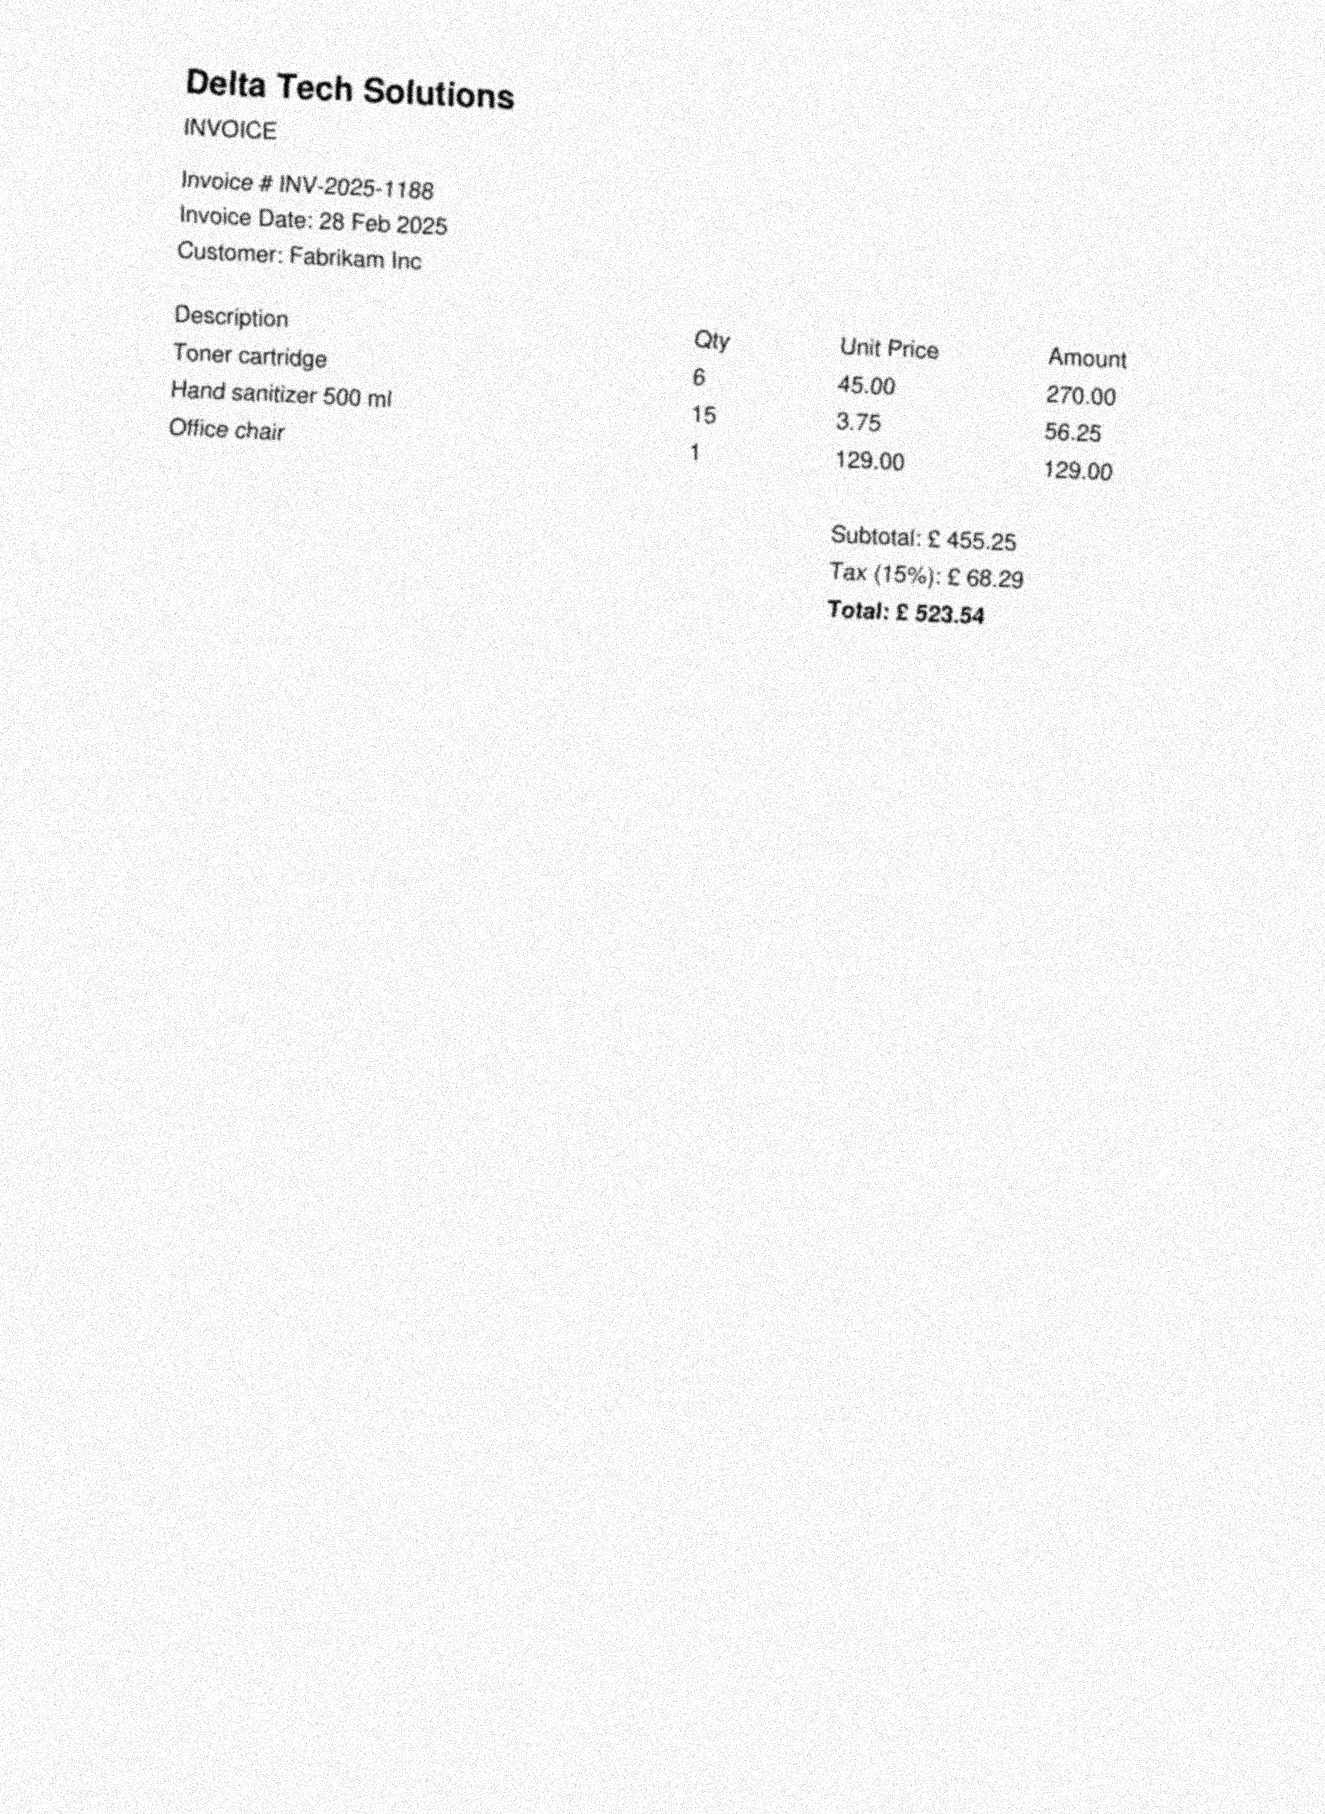 Delta Tech Solutions
INVOICE
Invoice # INV-2025-1188
Invoice Date: 28 Feb 2025
Customer: Fabrikam Inc
Description Qty Unit Price Amount
Toner cartridge 6 45.00 270.00
Hand sanitizer 500 ml 15 3.75 56.25
Office chair 1 129.00 129.00
Subtotal: £ 455.25
Tax (15%): £ 68.29
Total: £ 523.54